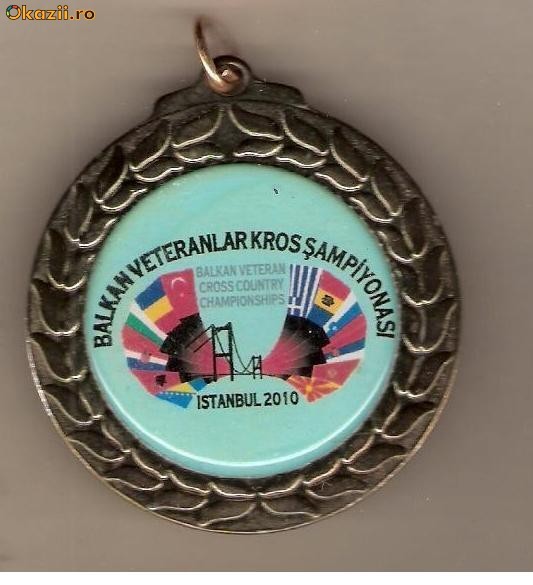 Okazii.ro
BALKAN VETERANLAR KROS ŞAMPİYONASI
BALKAN VETERAN
CROSS COUNTRY
CHAMPIONSHIPS
ISTANBUL 2010